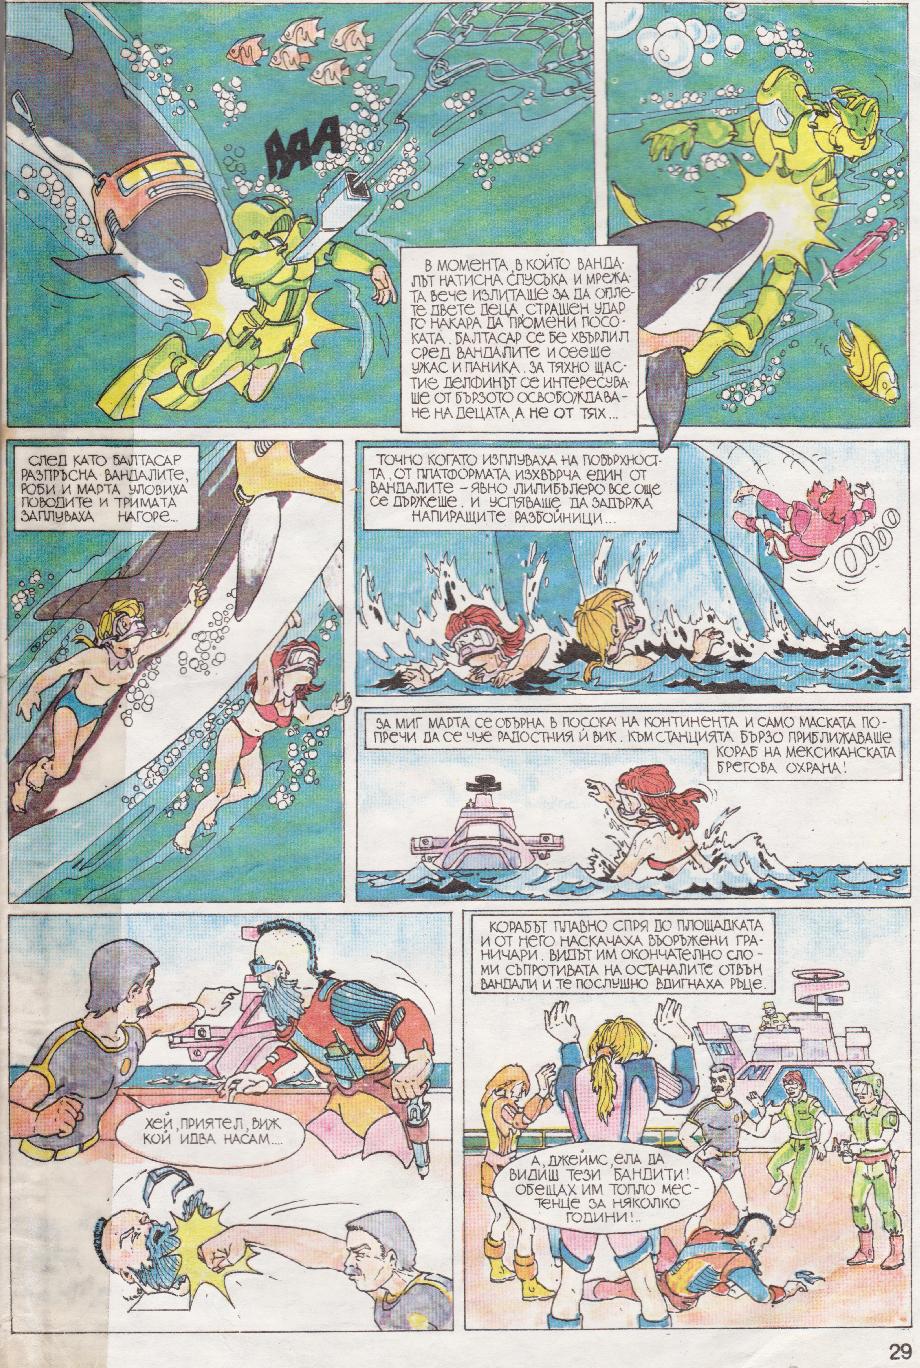 ААА
В МОМЕНТА, В КОЙТО ВАНДА-
ЛЪТ НАТИСНА СПУСЪКА И МРЕЖА-
ТА ВЕЧЕ ИЗЛИТАШЕ ЗА ДА ОПЛЕ-
ТЕ ДВЕТЕ ДЕЦА, СТРАШЕН УДАР
ГО НАКАРА ДА ПРОМЕНИ ПОСО-
КАТА. БАЛТАСАР СЕ БЕ ХВЪРЛИЛ
СРЕД ВАНДАЛИТЕ И СЕЕШЕ
УЖАС И ПАНИКА. ЗА ТЯХНО ЩАС-
ТИЕ ДЕЛФИНЪТ СЕ ИНТЕРЕСУВА-
ШЕ ОТ БЪРЗОТО ОСВОБОЖДАВА-
НЕ НА ДЕЦАТА, А НЕ ОТ ТЯХ...
СЛЕД КАТО БАЛТАСАР
РАЗПРЪСНА ВАНДАЛИТЕ,
РОБИ И МАРТА УЛОВИХА
ПОВОДИТЕ И ТРИМАТА
ЗАПЛУВАХА НАГОРЕ...
ТОЧНО КОГАТО ИЗПЛУВАХА НА ПОВЪРХНОС-
ТА, ОТ ПЛАТФОРМАТА ИЗХВЪРЧА ЕДИН ОТ
ВАНДАЛИТЕ - ЯВНО ЛИЛИБЪЛЕРО ВСЕ ОЩЕ
СЕ ДЪРЖЕШЕ. И УСПЯВАШЕ ДА ЗАДЪРЖА
НАПИРАЩИТЕ РАЗБОЙНИЦИ...
ЗА МИГ МАРТА СЕ ОБЪРНА В ПОСОКА НА КОНТИНЕНТА И САМО МАСКАТА ПО-
ПРЕЧИ ДА СЕ ЧУЕ РАДОСТНИЯ Ѝ ВИК. КЪМ СТАНЦИЯТА БЪРЗО ПРИБЛИЖАВАШЕ
КОРАБ НА МЕКСИКАНСКАТА
БРЕГОВА ОХРАНА!
ХЕЙ, ПРИЯТЕЛ, ВИЖ
КОЙ ИДВА НАСАМ....
КОРАБЪТ ПЛАВНО СПРЯ ДО ПЛОЩАДКАТА
И ОТ НЕГО НАСКАЧАХА ВЪОРЪЖЕНИ ГРА-
НИЧАРИ. ВИДЪТ ИМ ОКОНЧАТЕЛНО СЛО-
МИ СЪПРОТИВАТА НА ОСТАНАЛИТЕ ОТВЪН
ВАНДАЛИ И ТЕ ПОСЛУШНО ВДИГНАХА РЪЦЕ.
А, ДЖЕЙМС, ЕЛА ДА
ВИДИШ ТЕЗИ БАНДИТИ!
ОБЕЩАХ ИМ ТОПЛО МЕС-
ТЕНЦЕ ЗА НЯКОЛКО
ГОДИНИ!..
29